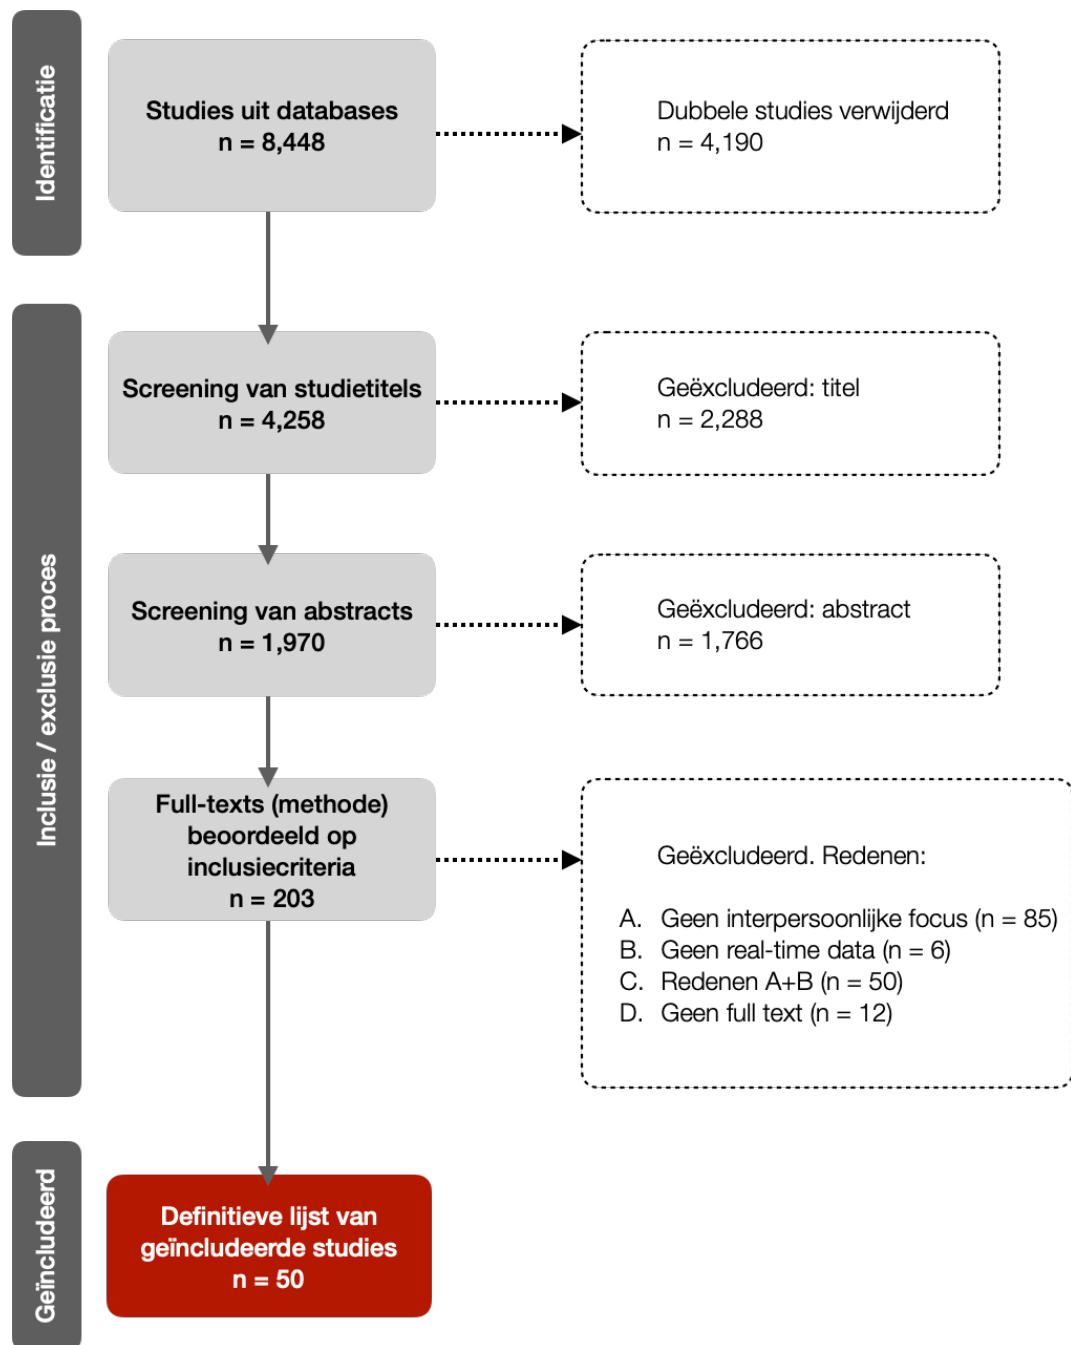 Identificatie
Studies uit databases
n = 8,448
Dubbele studies verwijderd
n = 4,190
Inclusie / exclusie proces
Screening van studietitels
n = 4,258
Geëxcludeerd: titel
n = 2,288
Screening van abstracts
n = 1,970
Geëxcludeerd: abstract
n = 1,766
Full-texts (methode)
beoordeeld op
inclusiecriteria
n = 203
Geëxcludeerd. Redenen:
A. Geen interpersoonlijke focus (n = 85)
B. Geen real-time data (n = 6)
C. Redenen A+B (n = 50)
D. Geen full text (n = 12)
Geïncludeerd
Definitieve lijst van
geïncludeerde studies
n = 50